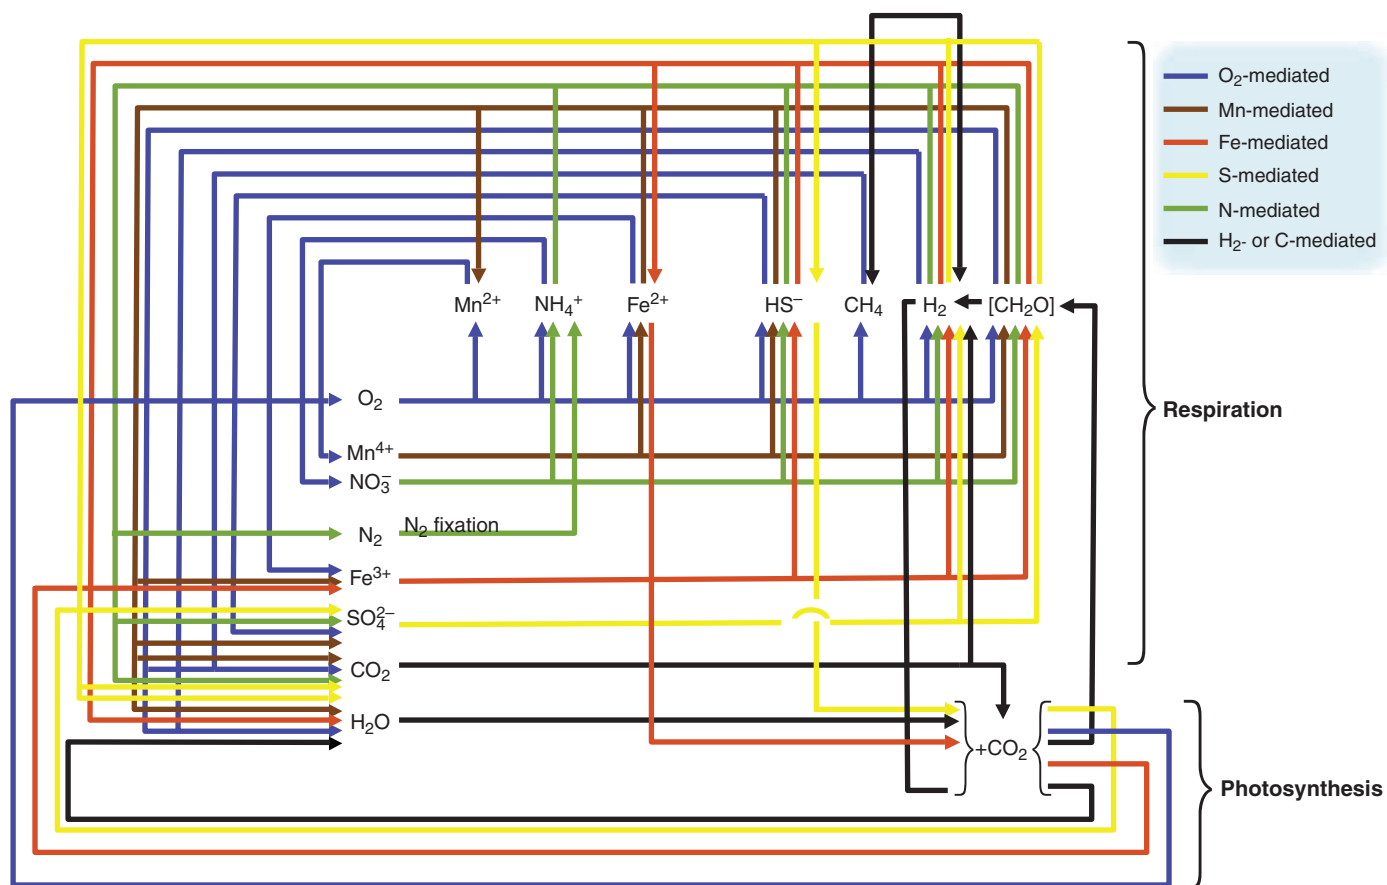 O₂-mediated
Mn-mediated
Fe-mediated
S-mediated
N-mediated
H₂- or C-mediated
Mn²⁺ NH₄⁺ Fe²⁺ HS⁻ CH₄ H₂ [CH₂O]
O₂
Respiration
Mn⁴⁺
NO₃⁻
N₂ N₂ fixation
Fe³⁺
SO₄²⁻
CO₂
H₂O
+CO₂
Photosynthesis